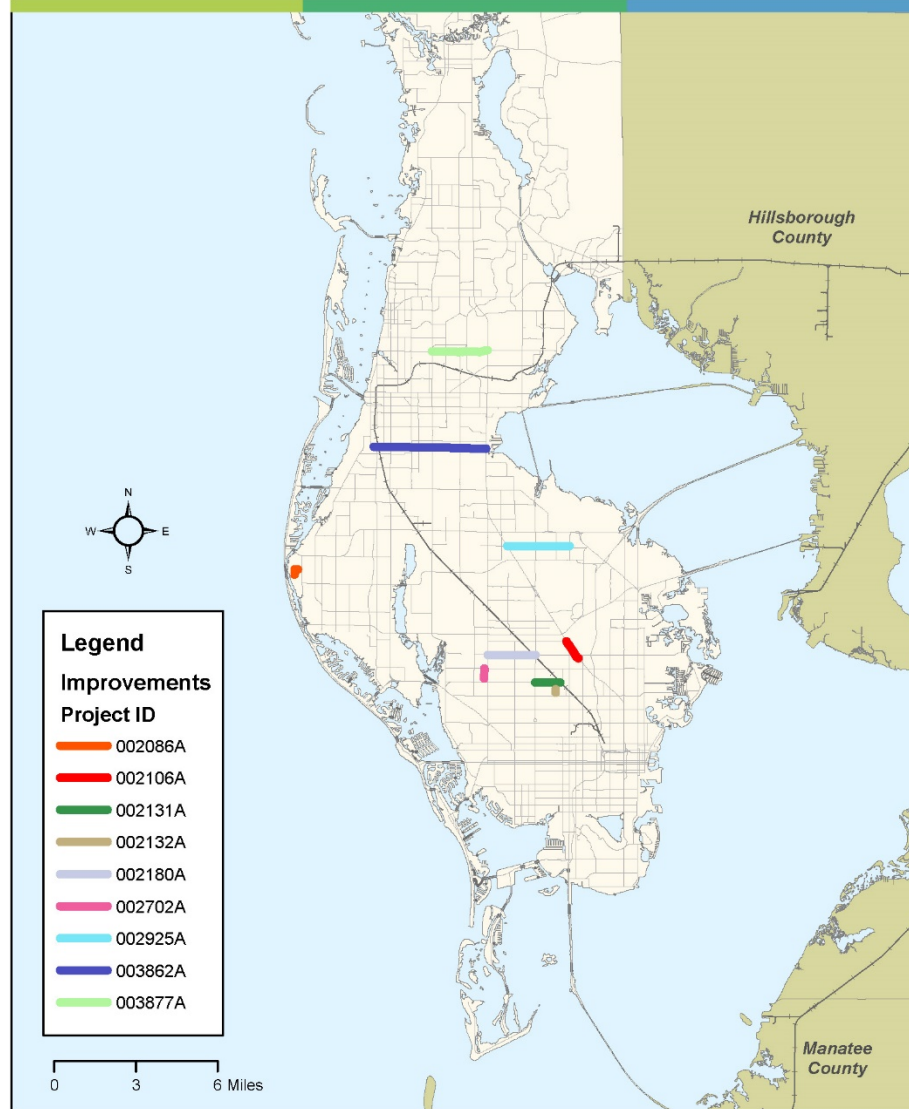 Hillsborough
County
N
W E
S
Legend
Improvements
Project ID
002086A
002106A
002131A
002132A
002180A
002702A
002925A
003862A
003877A
0 3 6 Miles
Manatee
County